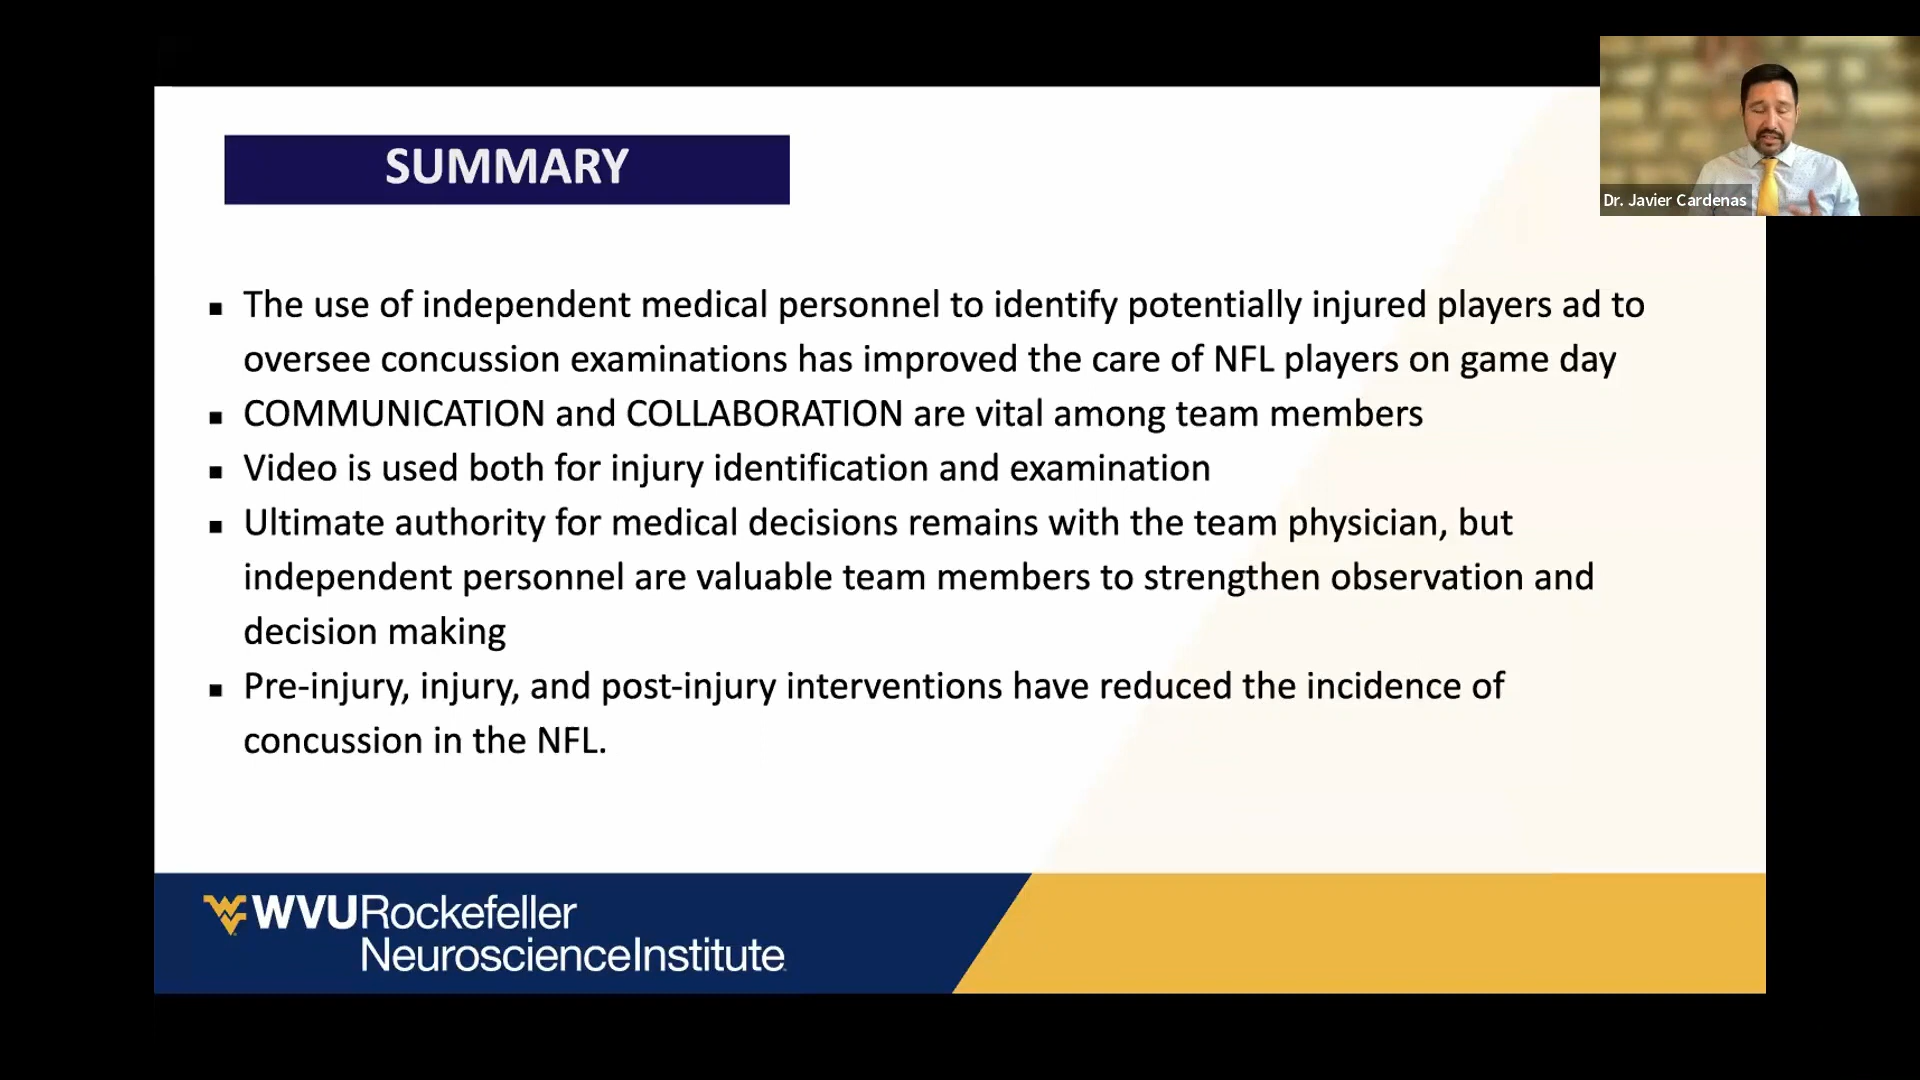 SUMMARY
Dr. Javier Cardenas
▪ The use of independent medical personnel to identify potentially injured players ad to
oversee concussion examinations has improved the care of NFL players on game day
▪ COMMUNICATION and COLLABORATION are vital among team members
▪ Video is used both for injury identification and examination
▪ Ultimate authority for medical decisions remains with the team physician, but
independent personnel are valuable team members to strengthen observation and
decision making
▪ Pre-injury, injury, and post-injury interventions have reduced the incidence of
concussion in the NFL.
WVURockefeller
NeuroscienceInstitute